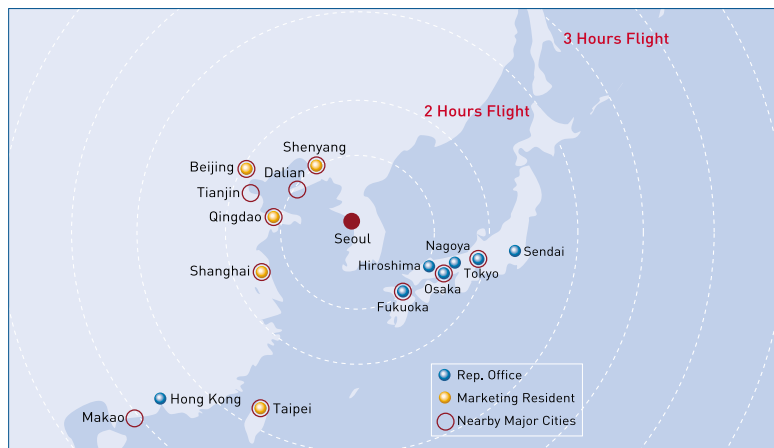 3 Hours Flight
2 Hours Flight
Shenyang
Beijing
Dalian
Tianjin
Qingdao
Seoul
Nagoya
Sendai
Hiroshima
Tokyo
Shanghai
Osaka
Fukuoka
Rep. Office
Hong Kong
Marketing Resident
Taipei
Makao
Nearby Major Cities